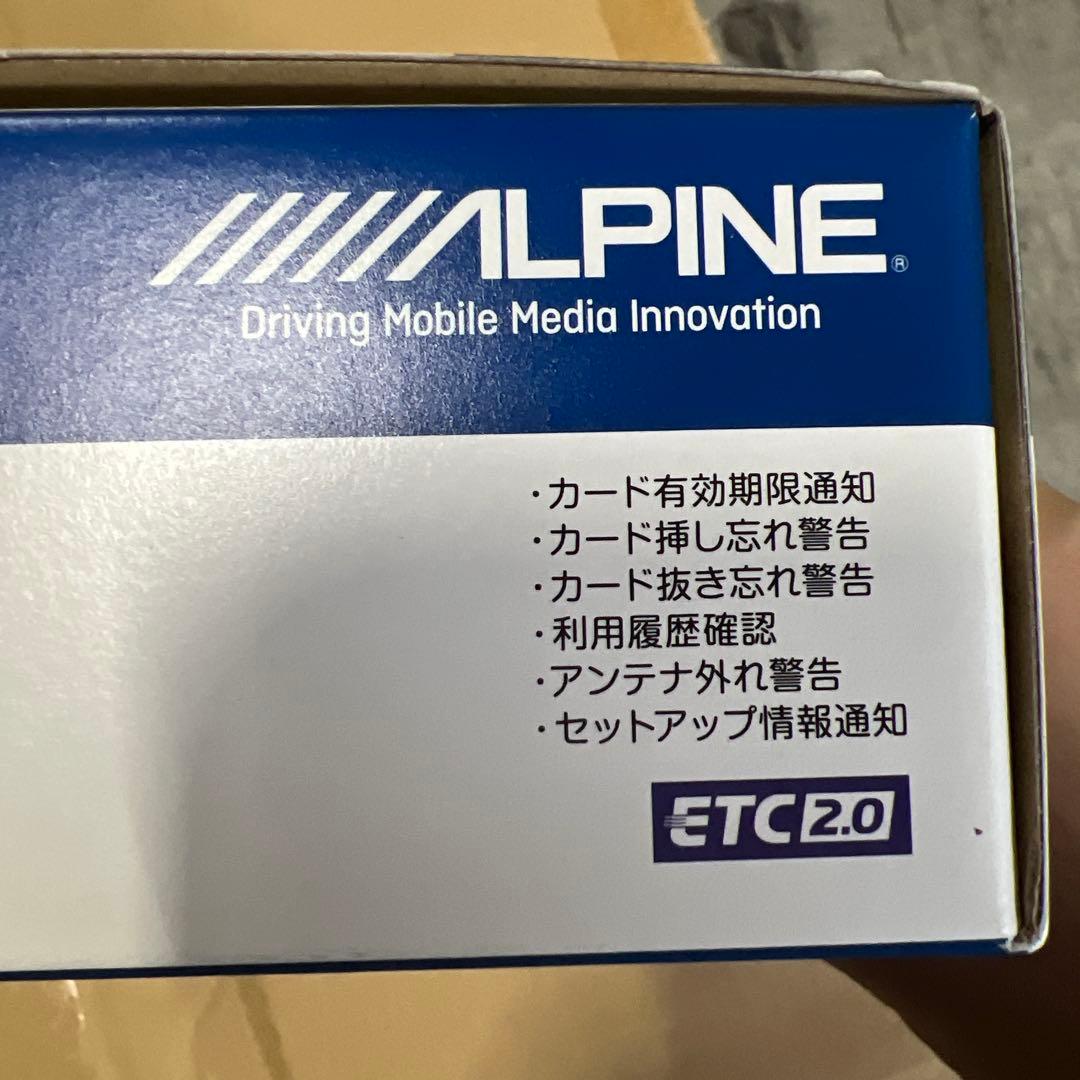 ALPINE®
Driving Mobile Media Innovation
・カード有効期限通知
・カード挿し忘れ警告
・カード抜き忘れ警告
・利用履歴確認
・アンテナ外れ警告
・セットアップ情報通知
ETC 2.0